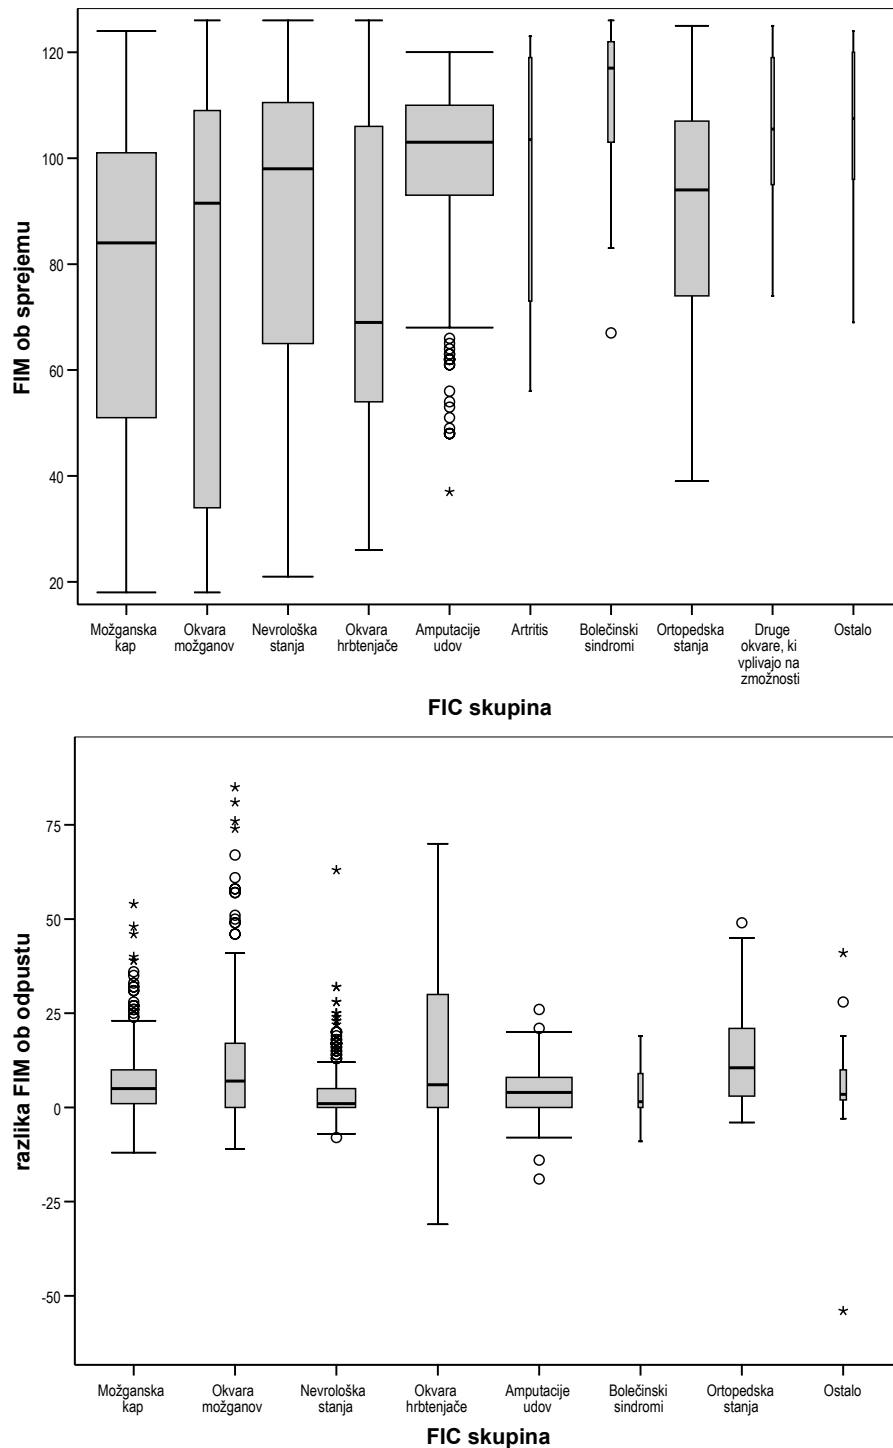 FIM ob sprejemu
120
100
80
60
40
20
Možganska
kap
Okvara
možganov
Nevrološka
stanja
Okvara
hrbtenjače
Amputacije
udov
Artritis
Bolečinski
sindromi
Ortopedska
stanja
Druge
okvare, ki
vplivajo na
zmožnosti
Ostalo
FIC skupina
razlika FIM ob odpustu
75
50
25
0
-25
-50
Možganska
kap
Okvara
možganov
Nevrološka
stanja
Okvara
hrbtenjače
Amputacije
udov
Bolečinski
sindromi
Ortopedska
stanja
Ostalo
FIC skupina